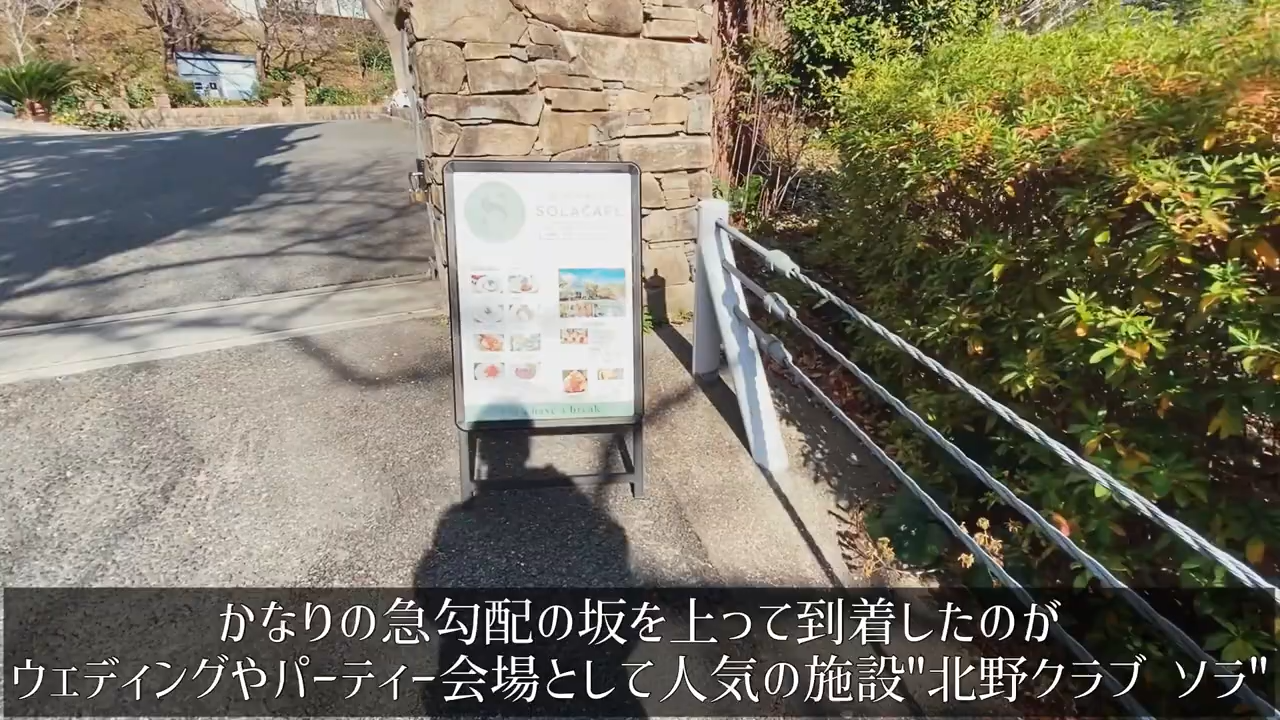 SOLACAFE
have a break
かなりの急勾配の坂を上って到着したのが
ウェディングやパーティー会場として人気の施設"北野クラブ ソラ"